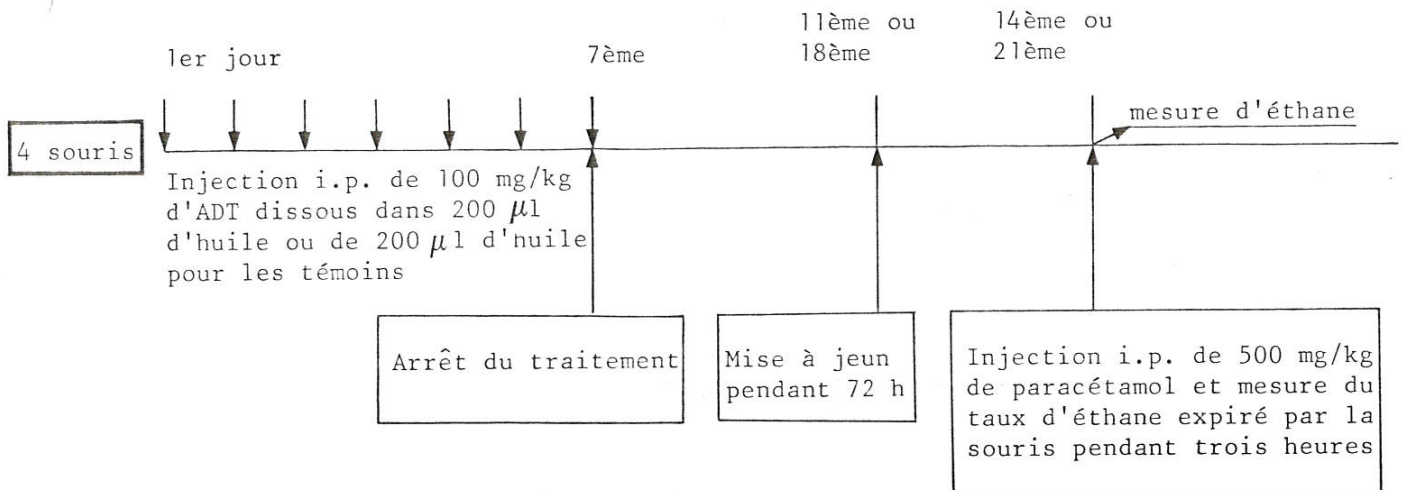 1er jour
7ème
11ème ou
18ème
14ème ou
21ème
mesure d'éthane
4 souris
Injection i.p. de 100 mg/kg
d'ADT dissous dans 200 µl
d'huile ou de 200 µl d'huile
pour les témoins
Arrêt du traitement
Mise à jeun
pendant 72 h
Injection i.p. de 500 mg/kg
de paracétamol et mesure du
taux d'éthane expiré par la
souris pendant trois heures